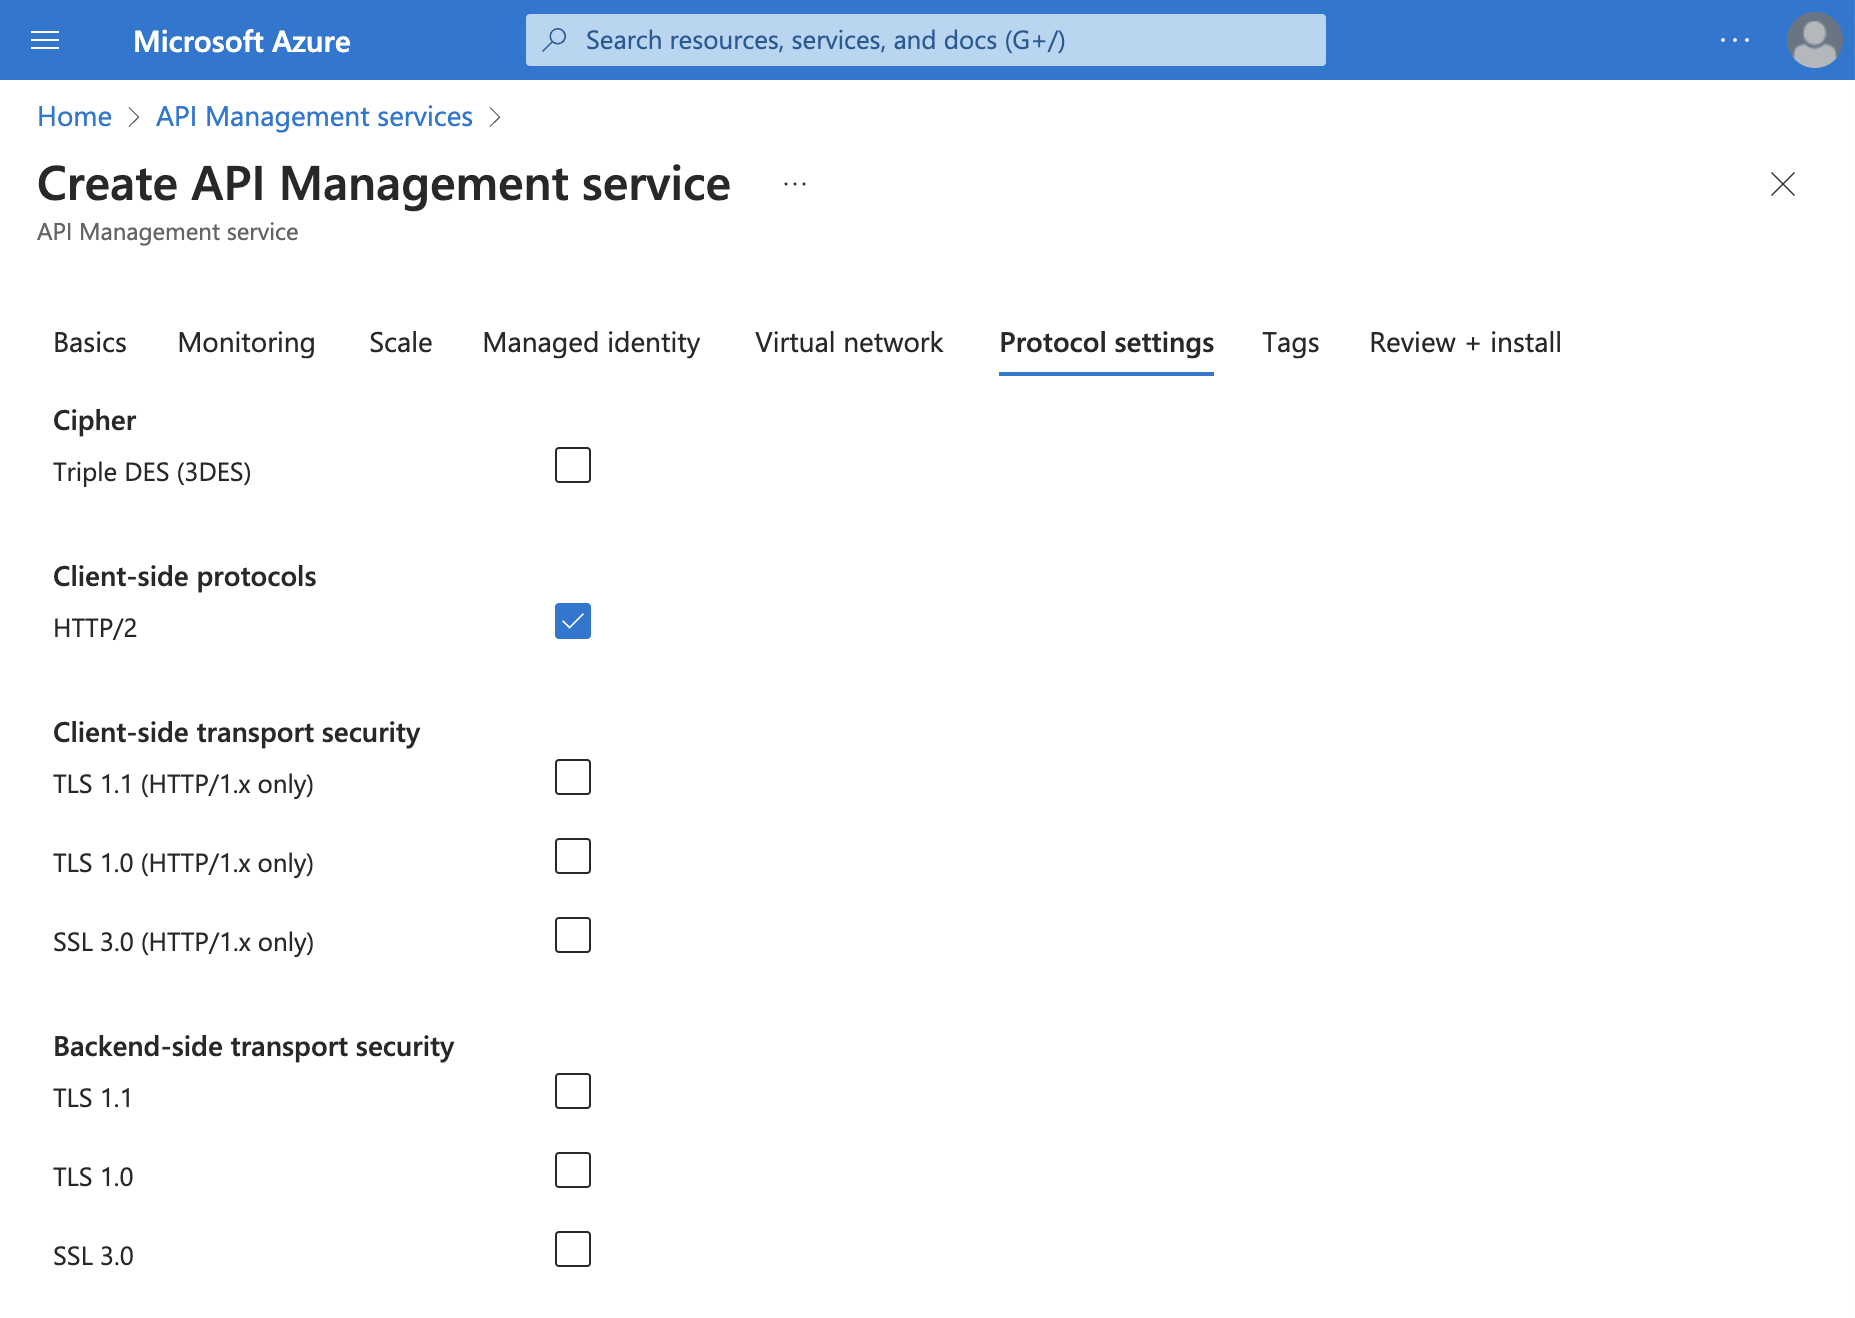 Microsoft Azure
Search resources, services, and docs (G+/)
Home > API Management services >
Create API Management service ...
API Management service
Basics Monitoring Scale Managed identity Virtual network Protocol settings Tags Review + install
Cipher
Triple DES (3DES)
Client-side protocols
HTTP/2
Client-side transport security
TLS 1.1 (HTTP/1.x only)
TLS 1.0 (HTTP/1.x only)
SSL 3.0 (HTTP/1.x only)
Backend-side transport security
TLS 1.1
TLS 1.0
SSL 3.0